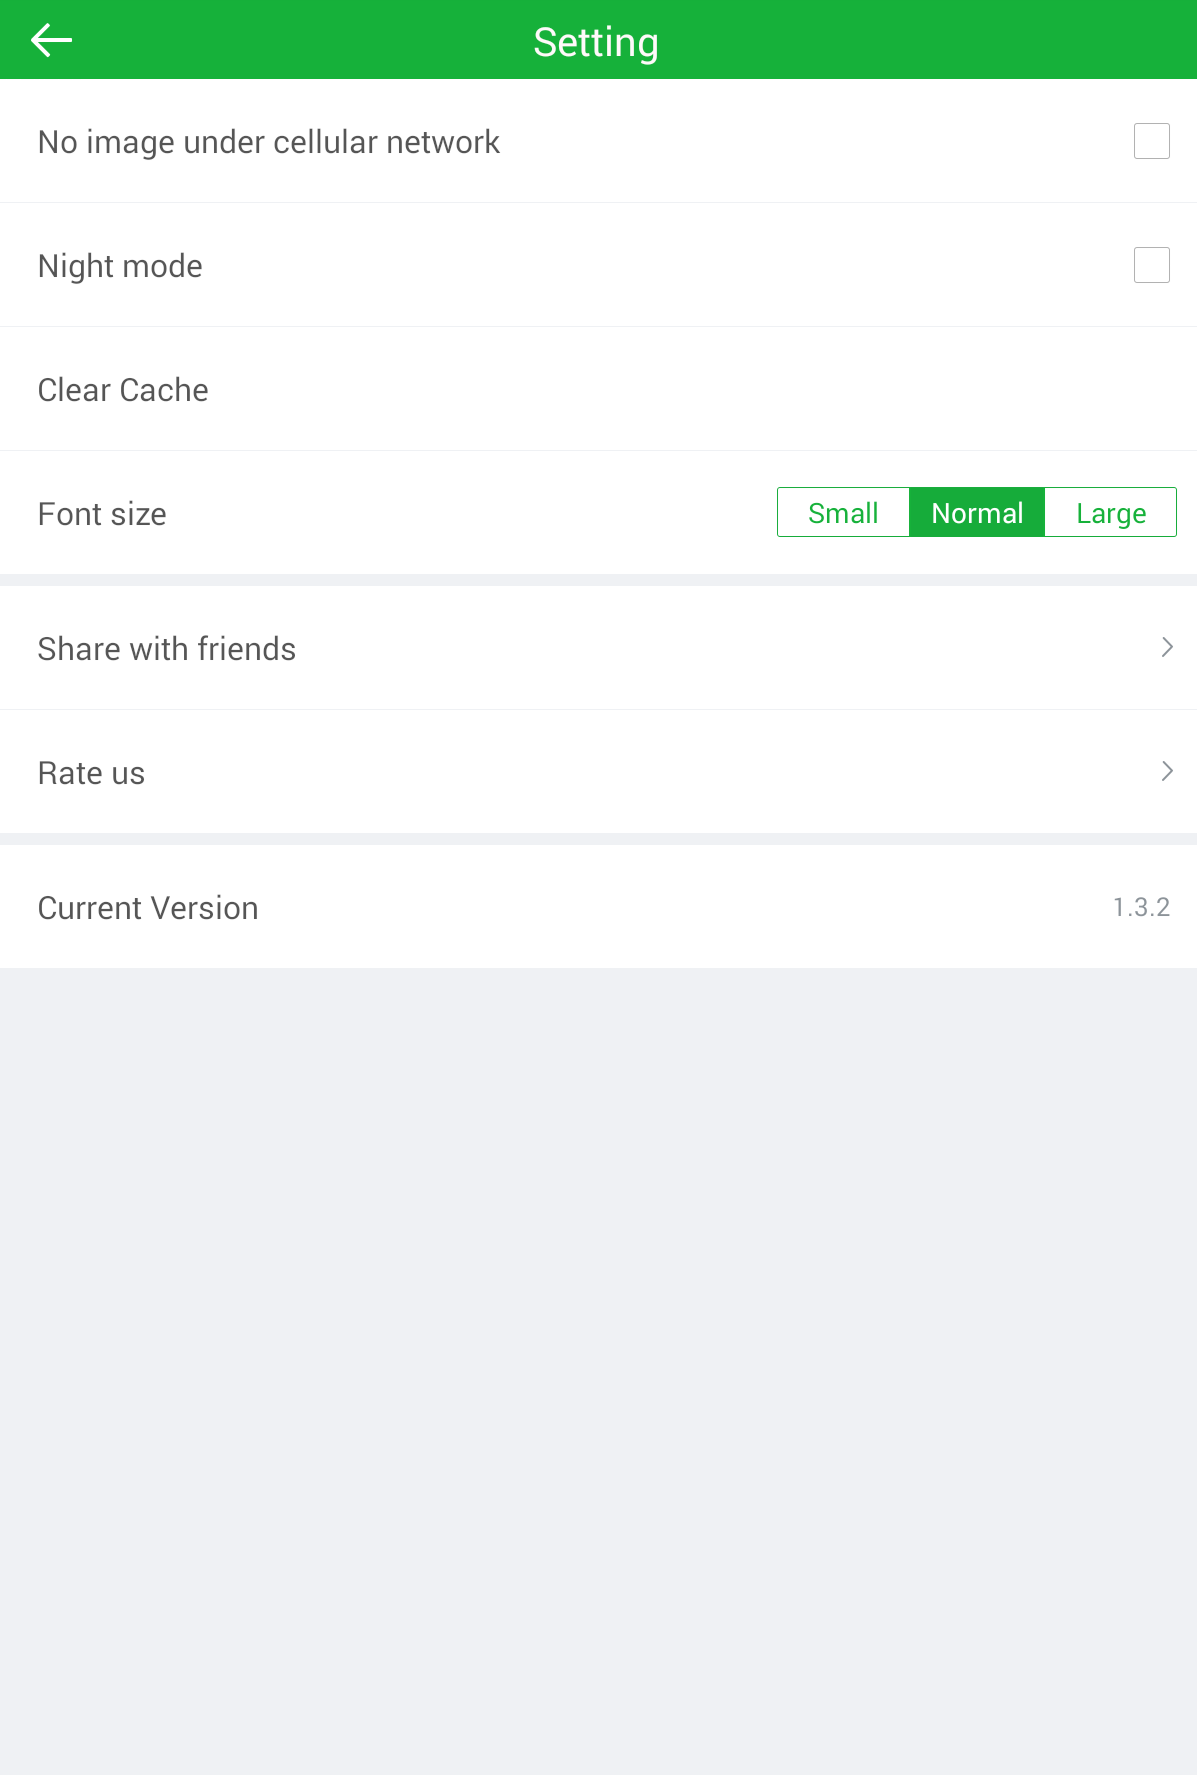 Setting
No image under cellular network
Night mode
Clear Cache
Font size
Small Normal Large
Share with friends
Rate us
Current Version 1.3.2